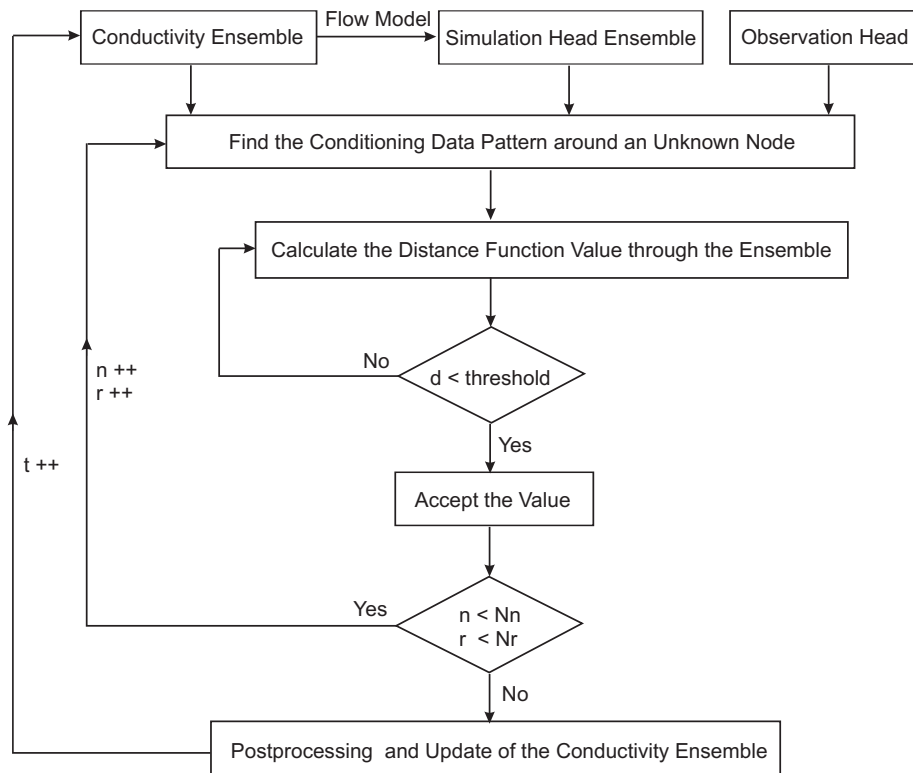 Flow Model
Conductivity Ensemble
Simulation Head Ensemble
Observation Head
Find the Conditioning Data Pattern around an Unknown Node
Calculate the Distance Function Value through the Ensemble
No
d < threshold
n ++
r ++
Yes
t ++
Accept the Value
Yes
n < Nn
r < Nr
No
Postprocessing and Update of the Conductivity Ensemble